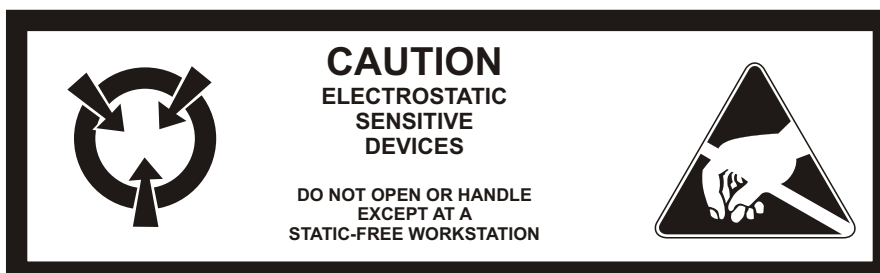 CAUTION
ELECTROSTATIC
SENSITIVE
DEVICES
DO NOT OPEN OR HANDLE
EXCEPT AT A
STATIC-FREE WORKSTATION